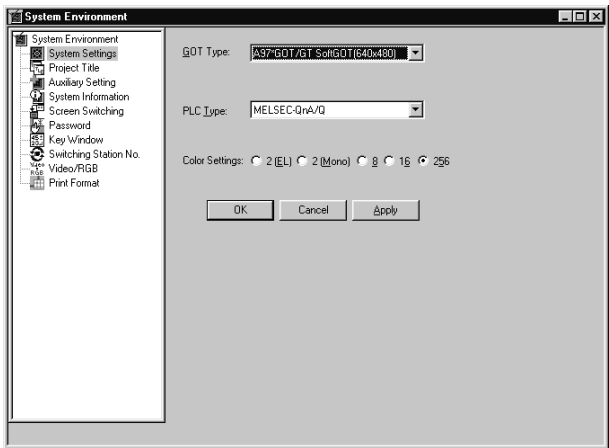 System Environment
System Environment
System Settings
Project Title
Auxiliary Setting
System Information
Screen Switching
Password
Key Window
Switching Station No.
Video/RGB
Print Format
GOT Type: A97*GOT/GT SoftGOT(640x480)
PLC Type: MELSEC-QnA/Q
Color Settings: 2 (EL) 2 (Mono) 8 16 256
OK Cancel Apply